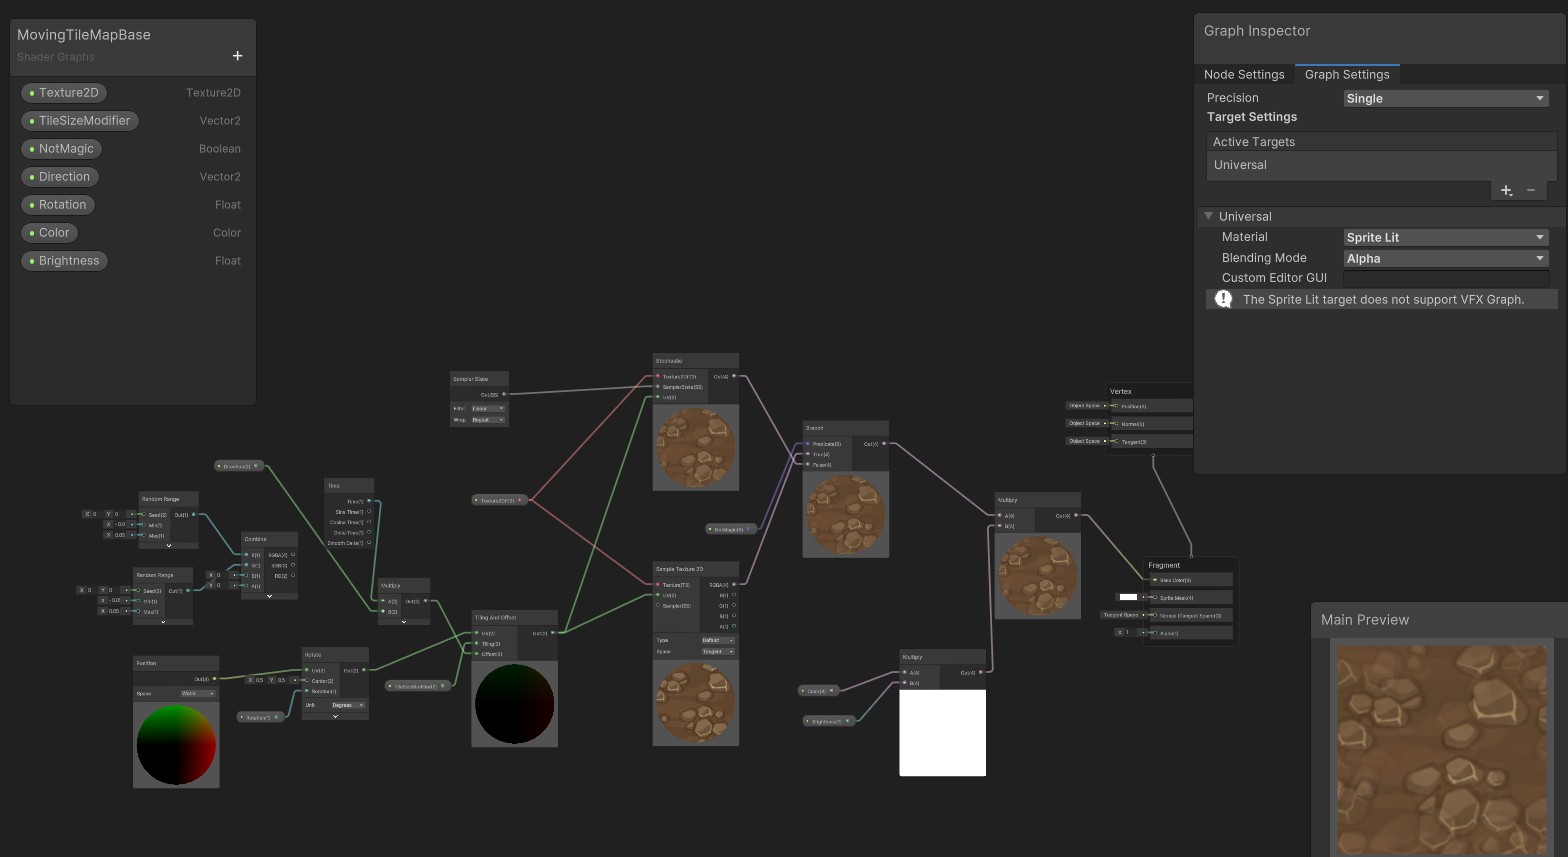 MovingTileMapBase
Shader Graphs
+
Texture2D Texture2D
TileSizeModifier Vector2
NotMagic Boolean
Direction Vector2
Rotation Float
Color Color
Brightness Float
Graph Inspector
Node Settings Graph Settings
Precision Single
Target Settings
Active Targets
Universal
+ −
Universal
Material Sprite Lit
Blending Mode Alpha
Custom Editor GUI
The Sprite Lit target does not support VFX Graph.
Direction(2)
Random Range
X 0 Y 0 Seed(2) Out(1)
Min(1)
X 0.05 Max(1)
Random Range
X 0 Y 0 Seed(2) Out(1)
Min(1)
X 0.05 Max(1)
Combine
R(1) RGBA(4)
G(1) RGB(3)
X 0 B(1) RG(2)
X 0 A(1)
Time
Time(1)
Sine Time(1)
Cosine Time(1)
Delta Time(1)
Smooth Delta(1)
Multiply
A(2) Out(2)
B(2)
Position
Out(3)
Space World
Rotate
UV(2) Out(2)
X 0.5 Y 0.5 Center(2)
Rotation(1)
Unit Degrees
Rotation(1)
TileSizeModifier(2)
Tiling And Offset
UV(2) Out(2)
Tiling(2)
Offset(2)
Sampler State
Out(SS)
Filter Linear
Wrap Repeat
Texture2D(T2)
Stochastic
Texture2D(T2) Out(4)
SamplerState(SS)
UV(2)
Sample Texture 2D
Texture(T2) RGBA(4)
UV(2) R(1)
Sampler(SS) G(1)
B(1)
A(1)
Type Default
Space Tangent
NotMagic(B)
Branch
Predicate(B) Out(4)
True(4)
False(4)
Color(4)
Brightness(1)
Multiply
A(4) Out(4)
B(4)
Multiply
A(4) Out(4)
B(4)
Vertex
Object Space Position(3)
Object Space Normal(3)
Object Space Tangent(3)
Fragment
Base Color(3)
Sprite Mask(4)
Tangent Space Normal (Tangent Space)(3)
X 1 Alpha(1)
Main Preview